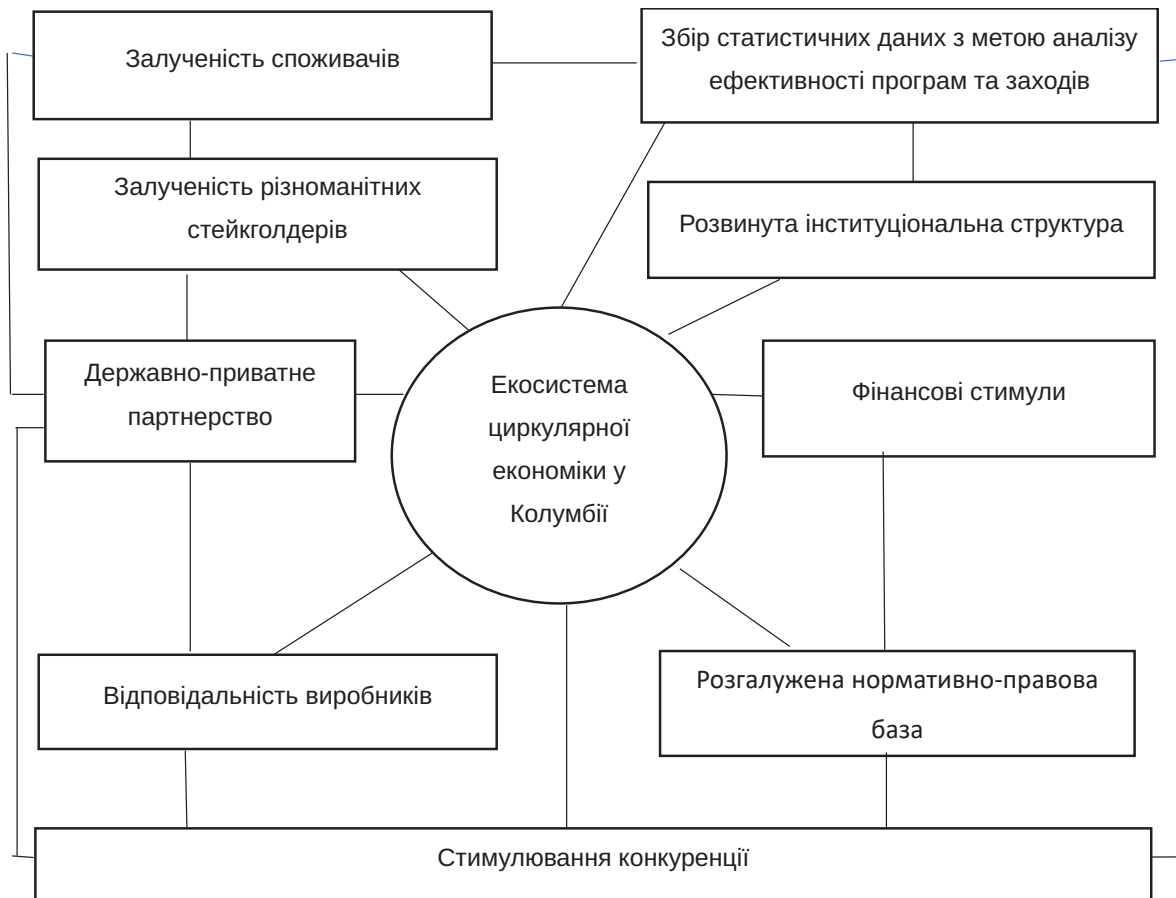 Залученість споживачів
Збір статистичних даних з метою аналізу
ефективності програм та заходів
Залученість різноманітних
стейкголдерів
Розвинута інституціональна структура
Державно-приватне
партнерство
Екосистема
циркулярної
економіки у
Колумбії
Фінансові стимули
Відповідальність виробників
Розгалужена нормативно-правова
база
Стимулювання конкуренції